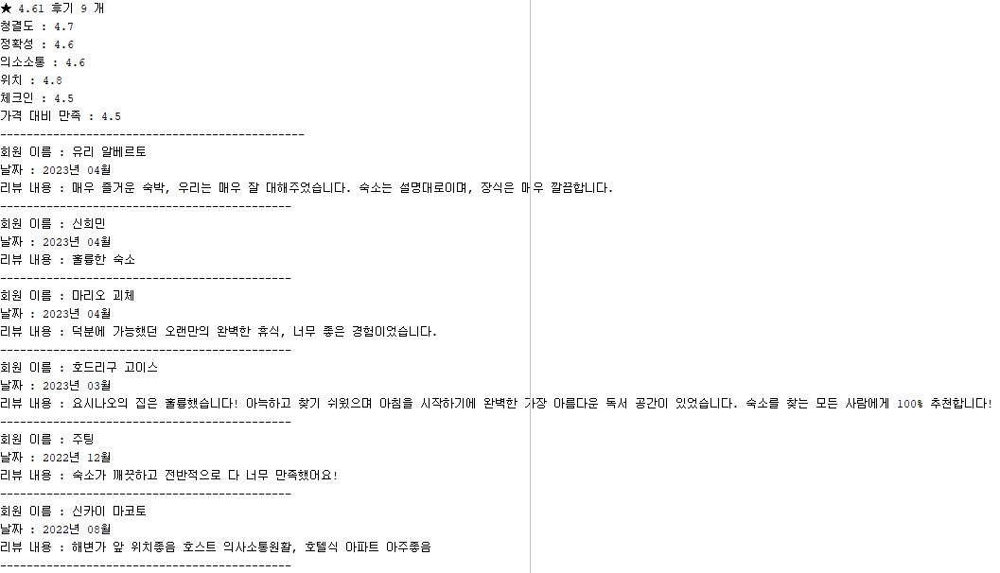 ★ 4.61 후기 9 개
청결도 : 4.7
정확성 : 4.6
의소소통 : 4.6
위치 : 4.8
체크인 : 4.5
가격 대비 만족 : 4.5
-----------------------------------------
회원 이름 : 유리 알베르토
날짜 : 2023년 04월
리뷰 내용 : 매우 즐거운 숙박, 우리는 매우 잘 대해주었습니다. 숙소는 설명대로이며, 장식은 매우 깔끔합니다.
---------------------------------------
회원 이름 : 신희민
날짜 : 2023년 04월
리뷰 내용 : 훌륭한 숙소
---------------------------------------
회원 이름 : 마리오 괴체
날짜 : 2023년 04월
리뷰 내용 : 덕분에 가능했던 오랜만의 완벽한 휴식, 너무 좋은 경험이었습니다.
---------------------------------------
회원 이름 : 호드리구 고이스
날짜 : 2023년 03월
리뷰 내용 : 요시나오의 집은 훌륭했습니다! 아늑하고 찾기 쉬웠으며 아침을 시작하기에 완벽한 가장 아름다운 독서 공간이 있었습니다. 숙소를 찾는 모든 사람에게 100% 추천합니다!
---------------------------------------
회원 이름 : 주팅
날짜 : 2022년 12월
리뷰 내용 : 숙소가 깨끗하고 전반적으로 다 너무 만족했어요!
---------------------------------------
회원 이름 : 신카이 마코토
날짜 : 2022년 08월
리뷰 내용 : 해변가 앞 위치좋음 호스트 의사소통원활, 호텔식 아파트 아주좋음
---------------------------------------